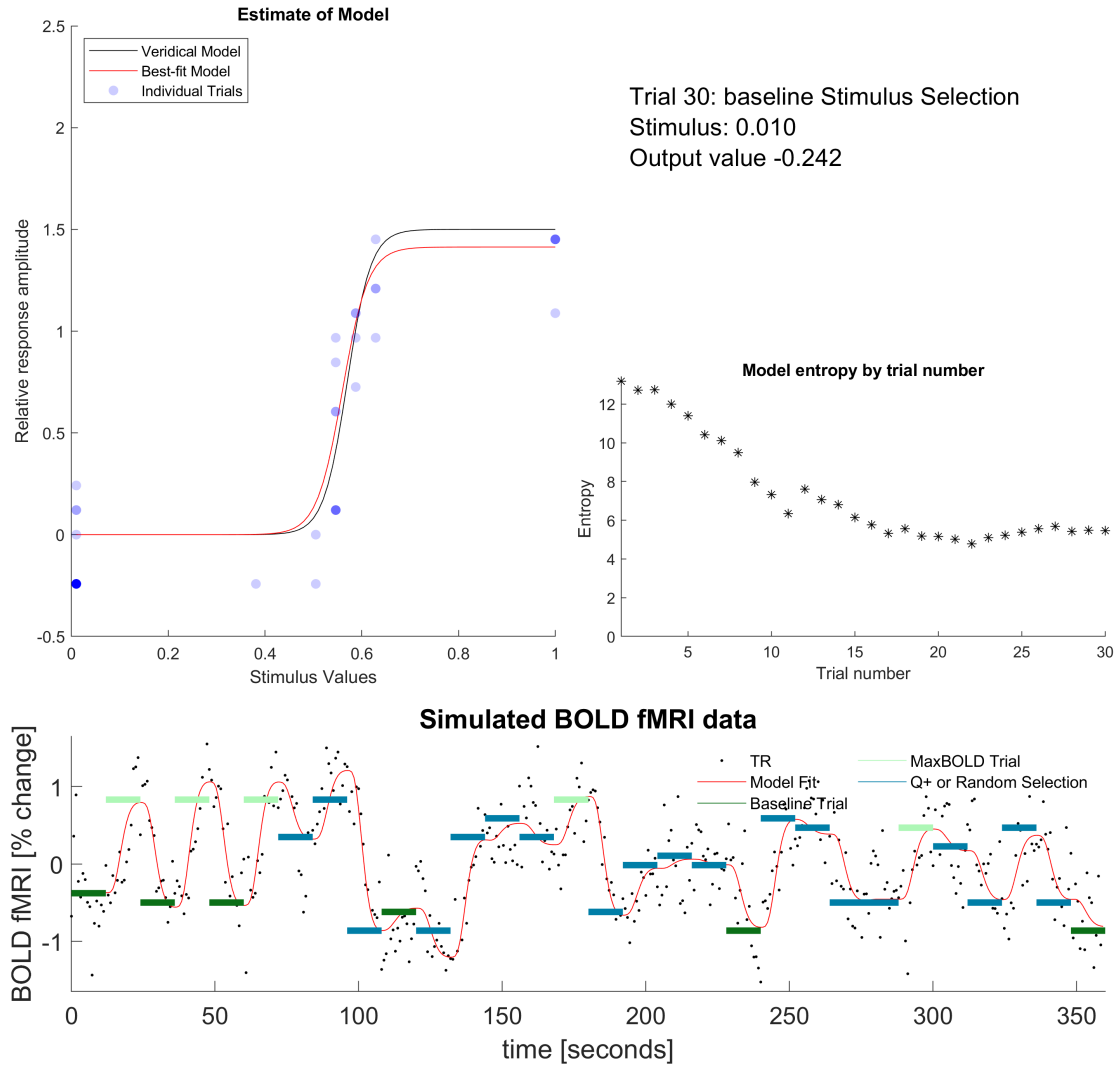 Estimate of Model
2.5
Veridical Model
Best-fit Model
Individual Trials
2
1.5
1
0.5
0
-0.5
Relative response amplitude
0 0.2 0.4 0.6 0.8 1
Stimulus Values
Trial 30: baseline Stimulus Selection
Stimulus: 0.010
Output value -0.242
Model entropy by trial number
12
10
8
6
4
2
0
Entropy
5 10 15 20 25 30
Trial number
Simulated BOLD fMRI data
TR
Model Fit
Baseline Trial
MaxBOLD Trial
Q+ or Random Selection
1
0
-1
BOLD fMRI [% change]
0 50 100 150 200 250 300 350
time [seconds]